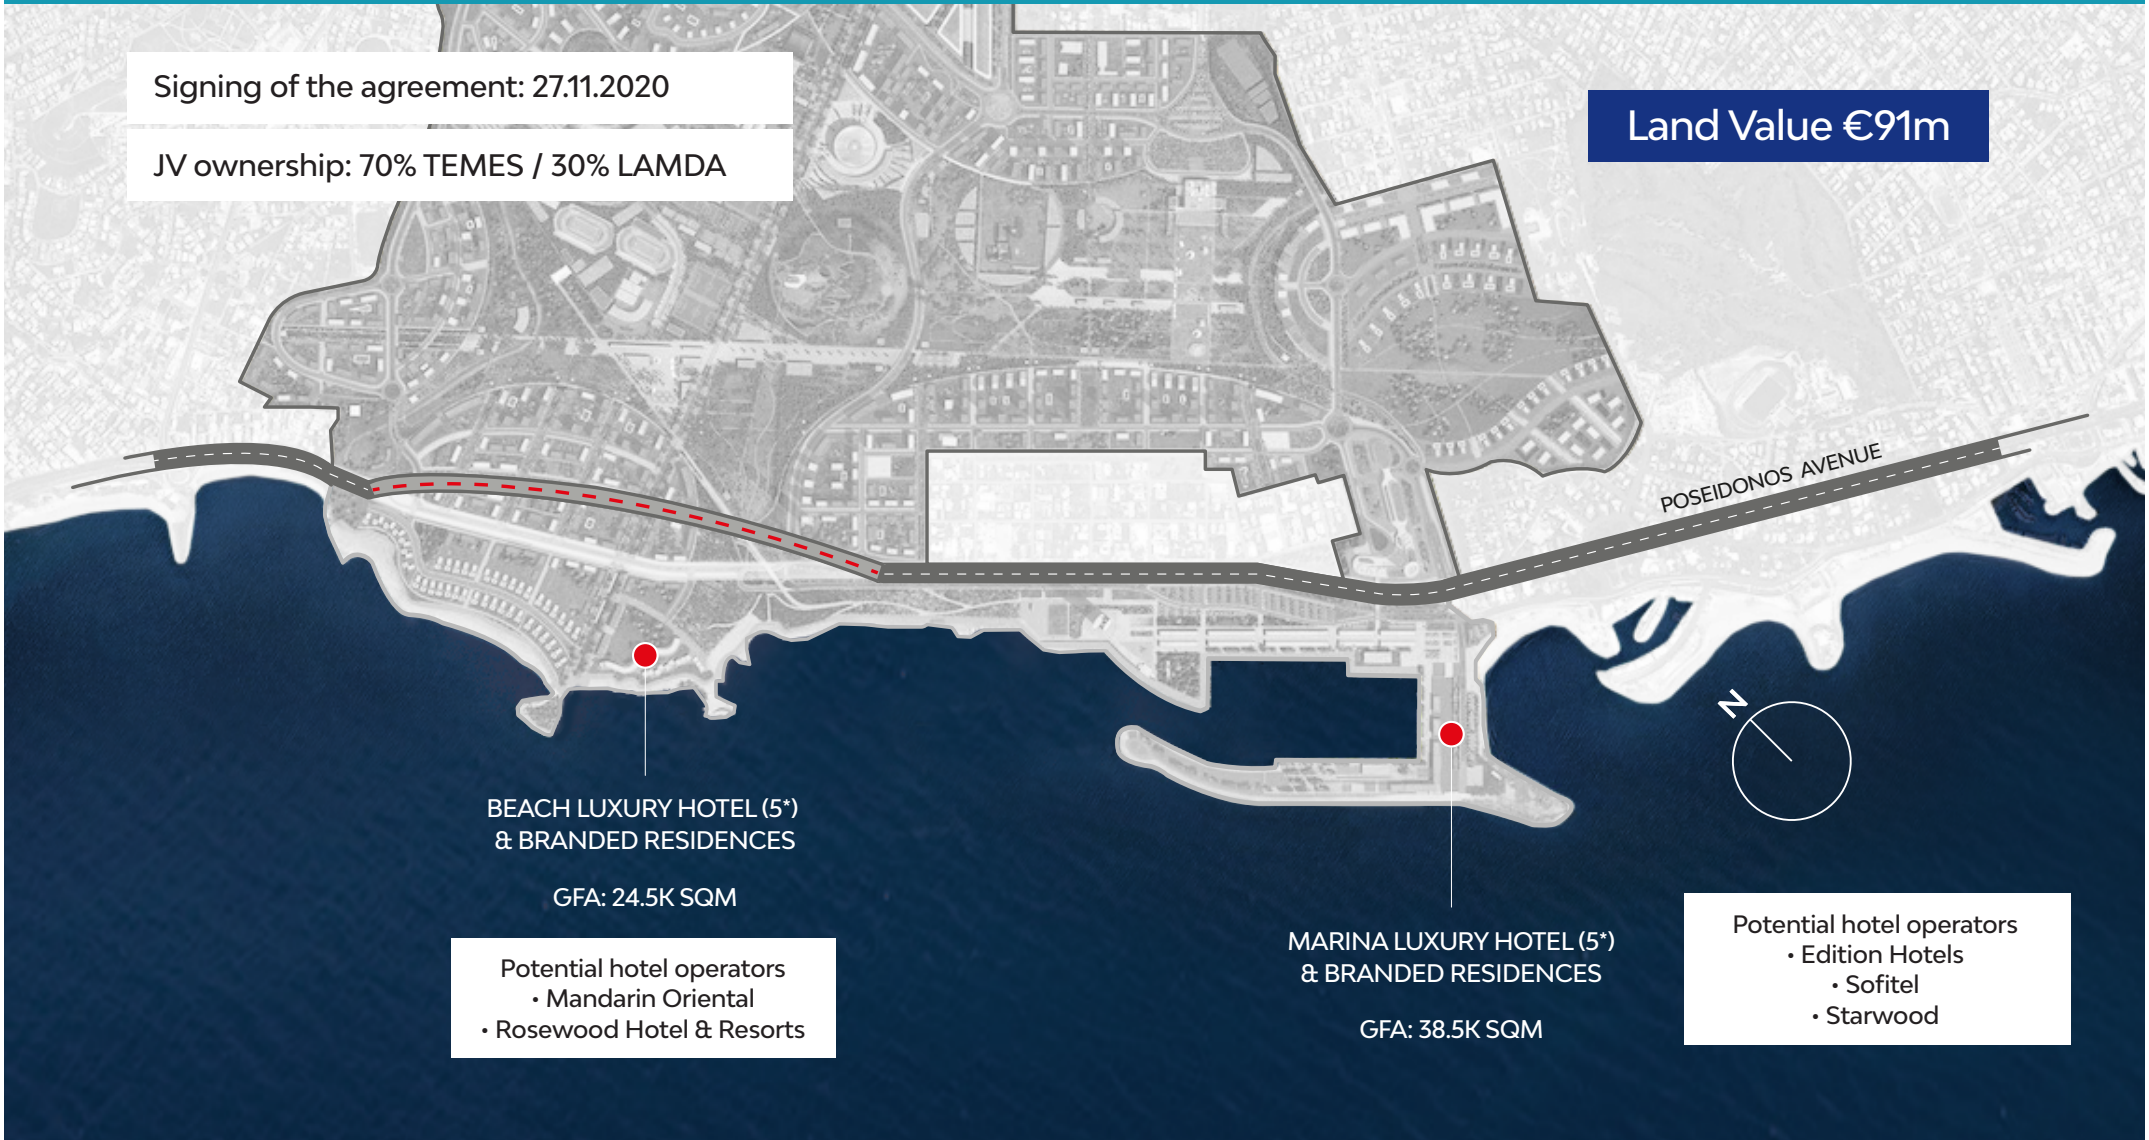 Signing of the agreement: 27.11.2020
JV ownership: 70% TEMES / 30% LAMDA
Land Value €91m
POSEIDONOS AVENUE
N
BEACH LUXURY HOTEL (5*)
& BRANDED RESIDENCES
GFA: 24.5K SQM
Potential hotel operators
• Mandarin Oriental
• Rosewood Hotel & Resorts
MARINA LUXURY HOTEL (5*)
& BRANDED RESIDENCES
GFA: 38.5K SQM
Potential hotel operators
• Edition Hotels
• Sofitel
• Starwood